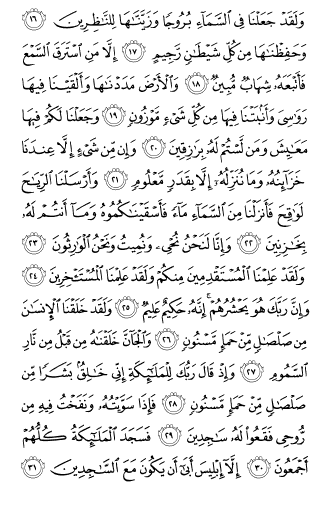 وَلَقَدْ جَعَلْنَا فِي السَّمَاءِ بُرُوجًا وَزَيَّنَّاهَا لِلنَّاظِرِينَ ١٦
وَحَفِظْنَاهَا مِن كُلِّ شَيْطَانٍ رَّجِيمٍ ١٧ إِلَّا مَنِ اسْتَرَقَ السَّمْعَ
فَأَتْبَعَهُ شِهَابٌ مُّبِينٌ ١٨ وَالْأَرْضَ مَدَدْنَاهَا وَأَلْقَيْنَا فِيهَا
رَوَاسِيَ وَأَنبَتْنَا فِيهَا مِن كُلِّ شَيْءٍ مَّوْزُونٍ ١٩ وَجَعَلْنَا لَكُمْ فِيهَا
مَعَايِشَ وَمَن لَّسْتُمْ لَهُ بِرَازِقِينَ ٢٠ وَإِن مِّن شَيْءٍ إِلَّا عِندَنَا
خَزَائِنُهُ وَمَا نُنَزِّلُهُ إِلَّا بِقَدَرٍ مَّعْلُومٍ ٢١ وَأَرْسَلْنَا الرِّيَاحَ
لَوَاقِحَ فَأَنزَلْنَا مِنَ السَّمَاءِ مَاءً فَأَسْقَيْنَاكُمُوهُ وَمَا أَنتُمْ لَهُ
بِخَازِنِينَ ٢٢ وَإِنَّا لَنَحْنُ نُحْيِي وَنُمِيتُ وَنَحْنُ الْوَارِثُونَ ٢٣
وَلَقَدْ عَلِمْنَا الْمُسْتَقْدِمِينَ مِنكُمْ وَلَقَدْ عَلِمْنَا الْمُسْتَأْخِرِينَ ٢٤
وَإِنَّ رَبَّكَ هُوَ يَحْشُرُهُمْ ۚ إِنَّهُ حَكِيمٌ عَلِيمٌ ٢٥ وَلَقَدْ خَلَقْنَا الْإِنسَانَ
مِن صَلْصَالٍ مِّنْ حَمَإٍ مَّسْنُونٍ ٢٦ وَالْجَانَّ خَلَقْنَاهُ مِن قَبْلُ مِن نَّارِ
السَّمُومِ ٢٧ وَإِذْ قَالَ رَبُّكَ لِلْمَلَائِكَةِ إِنِّي خَالِقٌ بَشَرًا مِّن
صَلْصَالٍ مِّنْ حَمَإٍ مَّسْنُونٍ ٢٨ فَإِذَا سَوَّيْتُهُ وَنَفَخْتُ فِيهِ مِن
رُّوحِي فَقَعُوا لَهُ سَاجِدِينَ ٢٩ فَسَجَدَ الْمَلَائِكَةُ كُلُّهُمْ
أَجْمَعُونَ ٣٠ إِلَّا إِبْلِيسَ أَبَىٰ أَن يَكُونَ مَعَ السَّاجِدِينَ ٣١